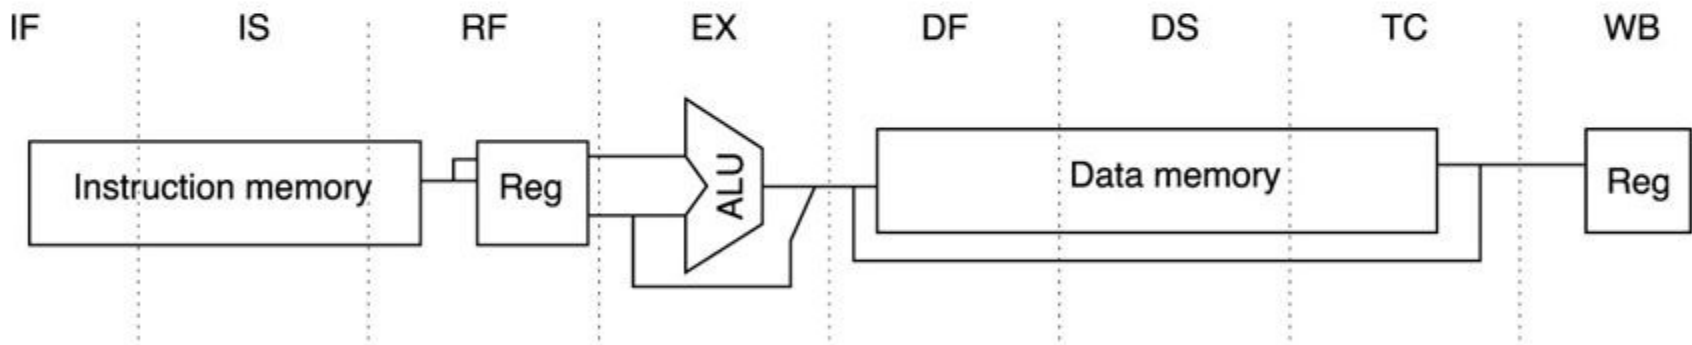 IF IS RF EX DF DS TC WB
Instruction memory Reg ALU Data memory Reg